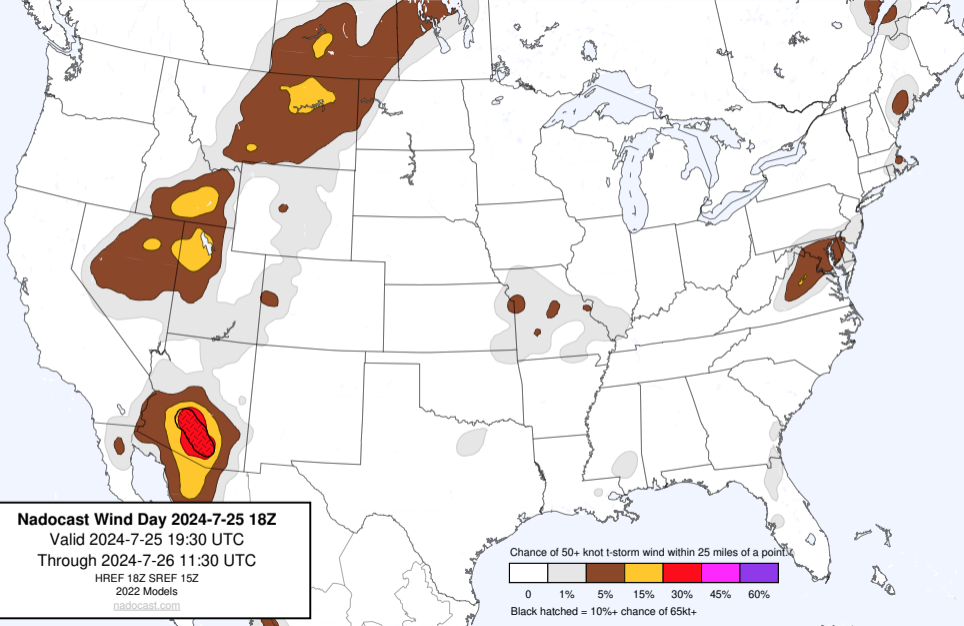 Nadocast Wind Day 2024-7-25 18Z
Valid 2024-7-25 19:30 UTC
Through 2024-7-26 11:30 UTC
HREF 18Z SREF 15Z
2022 Models
nadocast.com
Chance of 50+ knot t-storm wind within 25 miles of a point.
0 1% 5% 15% 30% 45% 60%
Black hatched = 10%+ chance of 65kt+